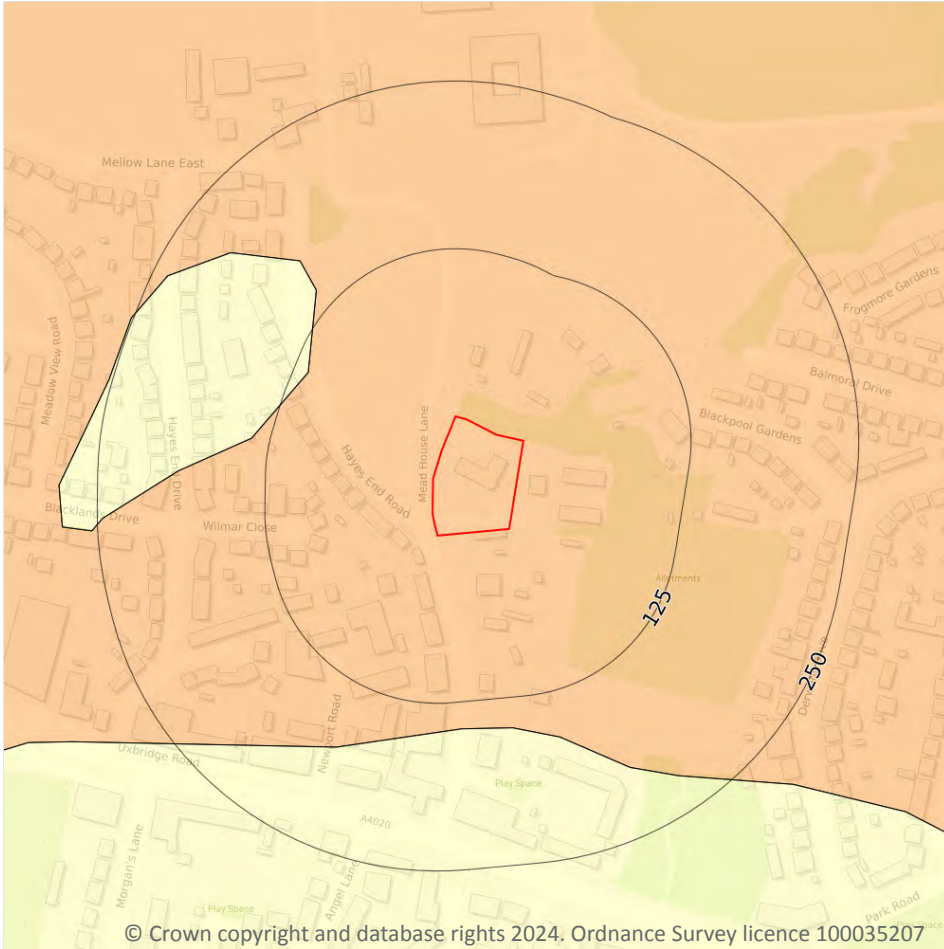 Mellow Lane East
Frogmore Gardens
Meadow View Road
Balmoral Drive
Mead House Lane
Blackpool Gardens
Hayes End Drive
Hayes End Road
Blacklands Drive
Wilmar Close
Allotments
125
250
Newport Road
Uxbridge Road
Play Space
A4020
Morgan's Lane
Angel Lane
Play Space
Park Road
Play Space
© Crown copyright and database rights 2024. Ordnance Survey licence 100035207